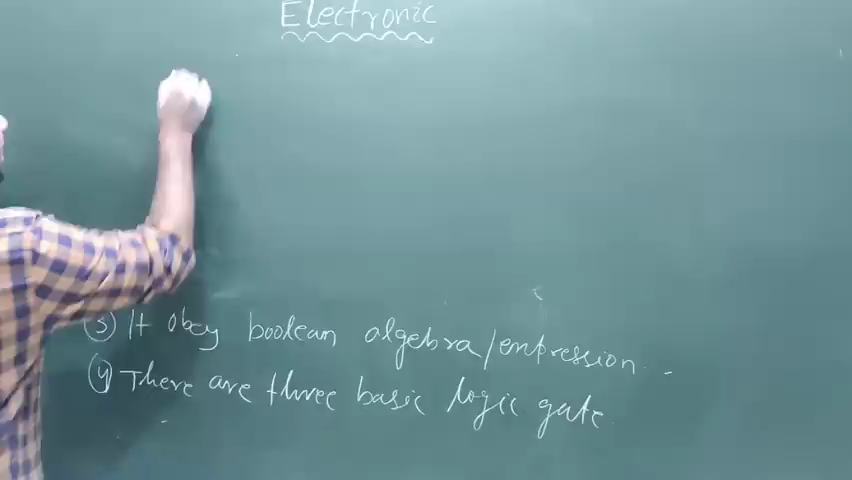 Electronic
(3) It obey boolean algebra/expression
(4) There are three basic logic gate